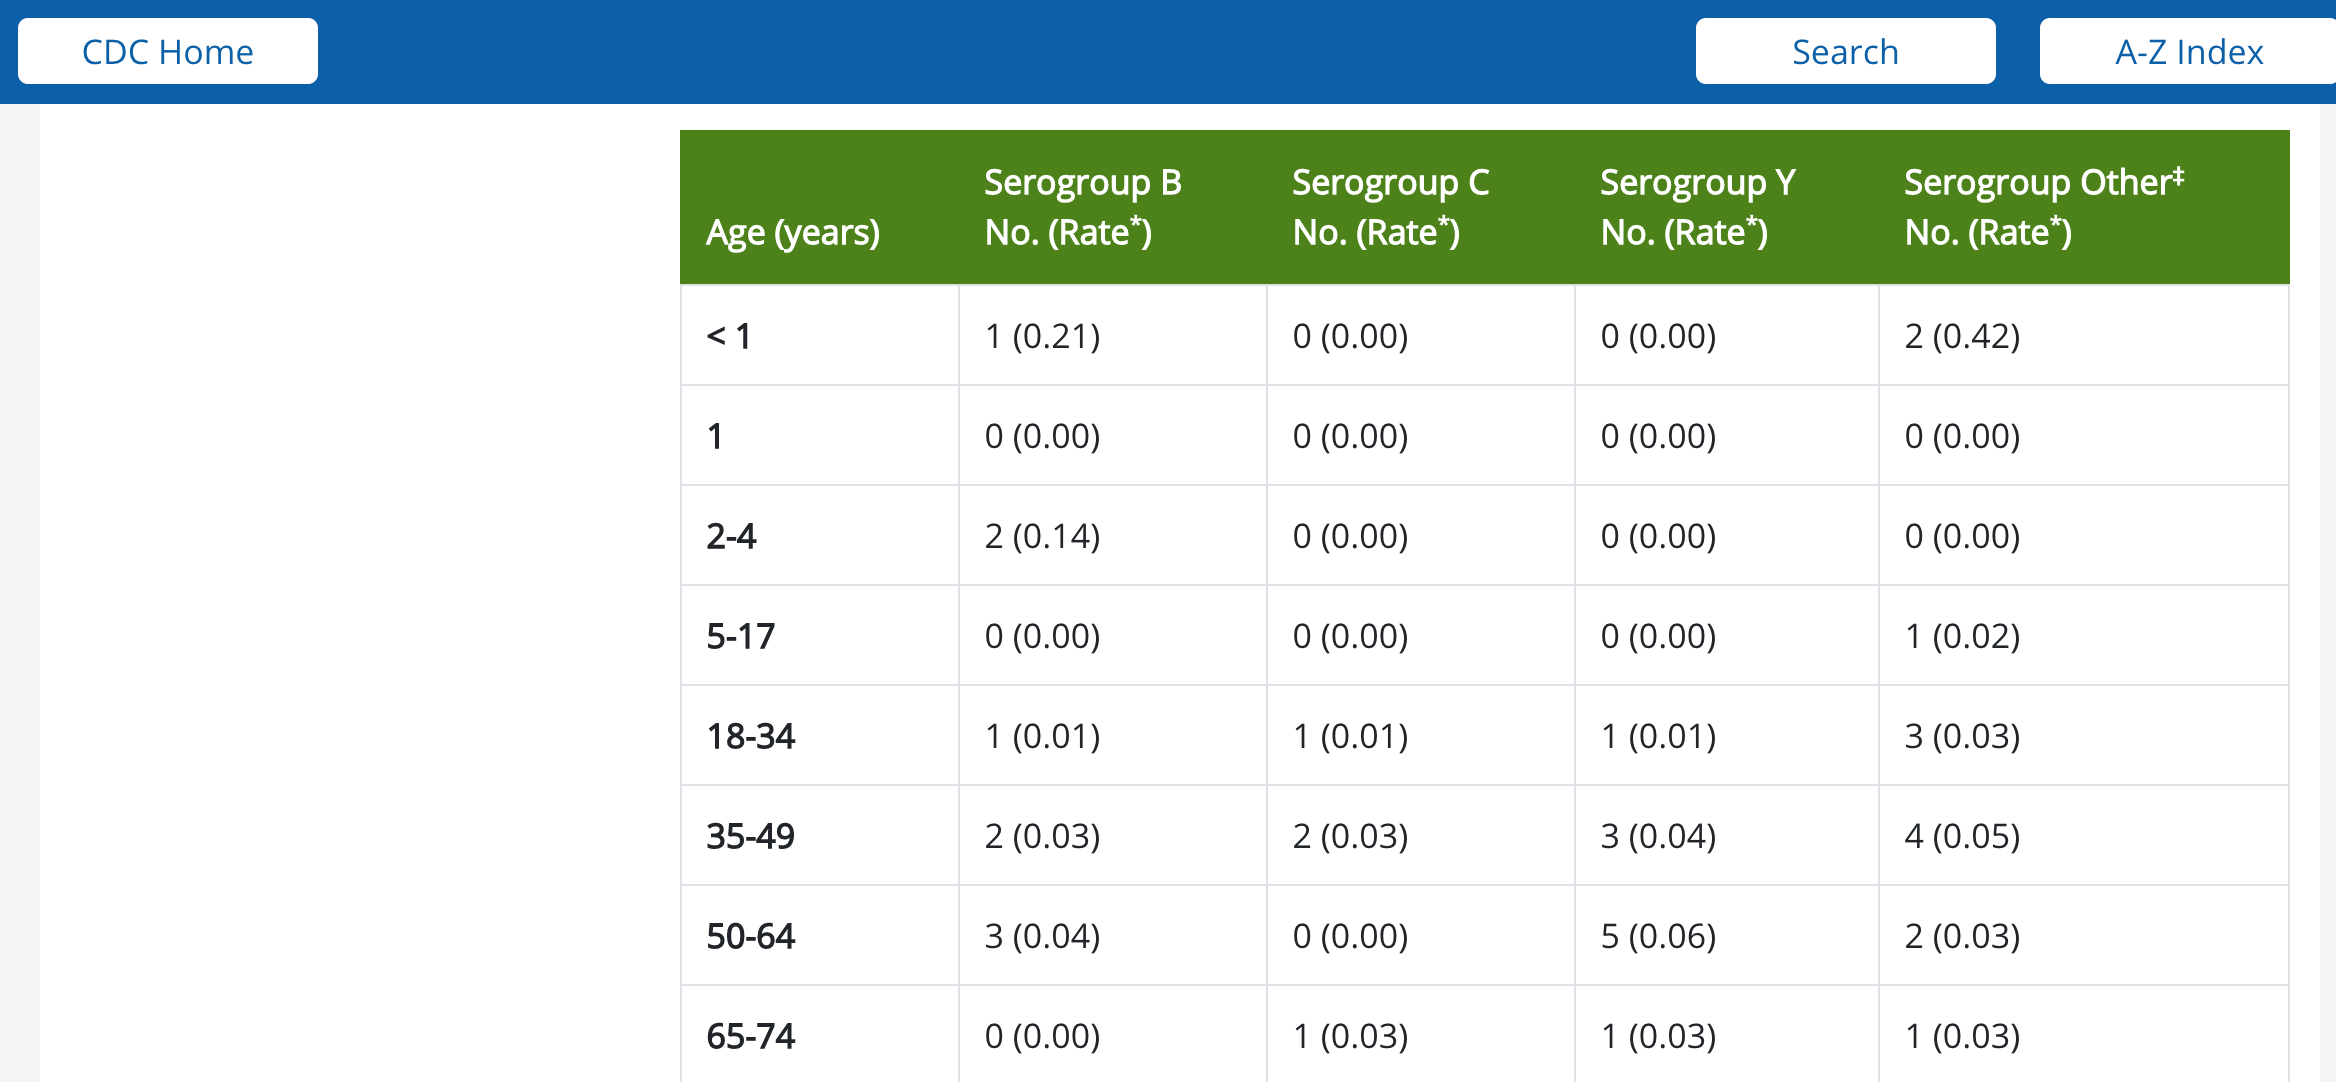 CDC Home
Search
A-Z Index
Age (years)
Serogroup B
No. (Rate*)
Serogroup C
No. (Rate*)
Serogroup Y
No. (Rate*)
Serogroup Other‡
No. (Rate*)
< 1 1 (0.21) 0 (0.00) 0 (0.00) 2 (0.42)
1 0 (0.00) 0 (0.00) 0 (0.00) 0 (0.00)
2-4 2 (0.14) 0 (0.00) 0 (0.00) 0 (0.00)
5-17 0 (0.00) 0 (0.00) 0 (0.00) 1 (0.02)
18-34 1 (0.01) 1 (0.01) 1 (0.01) 3 (0.03)
35-49 2 (0.03) 2 (0.03) 3 (0.04) 4 (0.05)
50-64 3 (0.04) 0 (0.00) 5 (0.06) 2 (0.03)
65-74 0 (0.00) 1 (0.03) 1 (0.03) 1 (0.03)